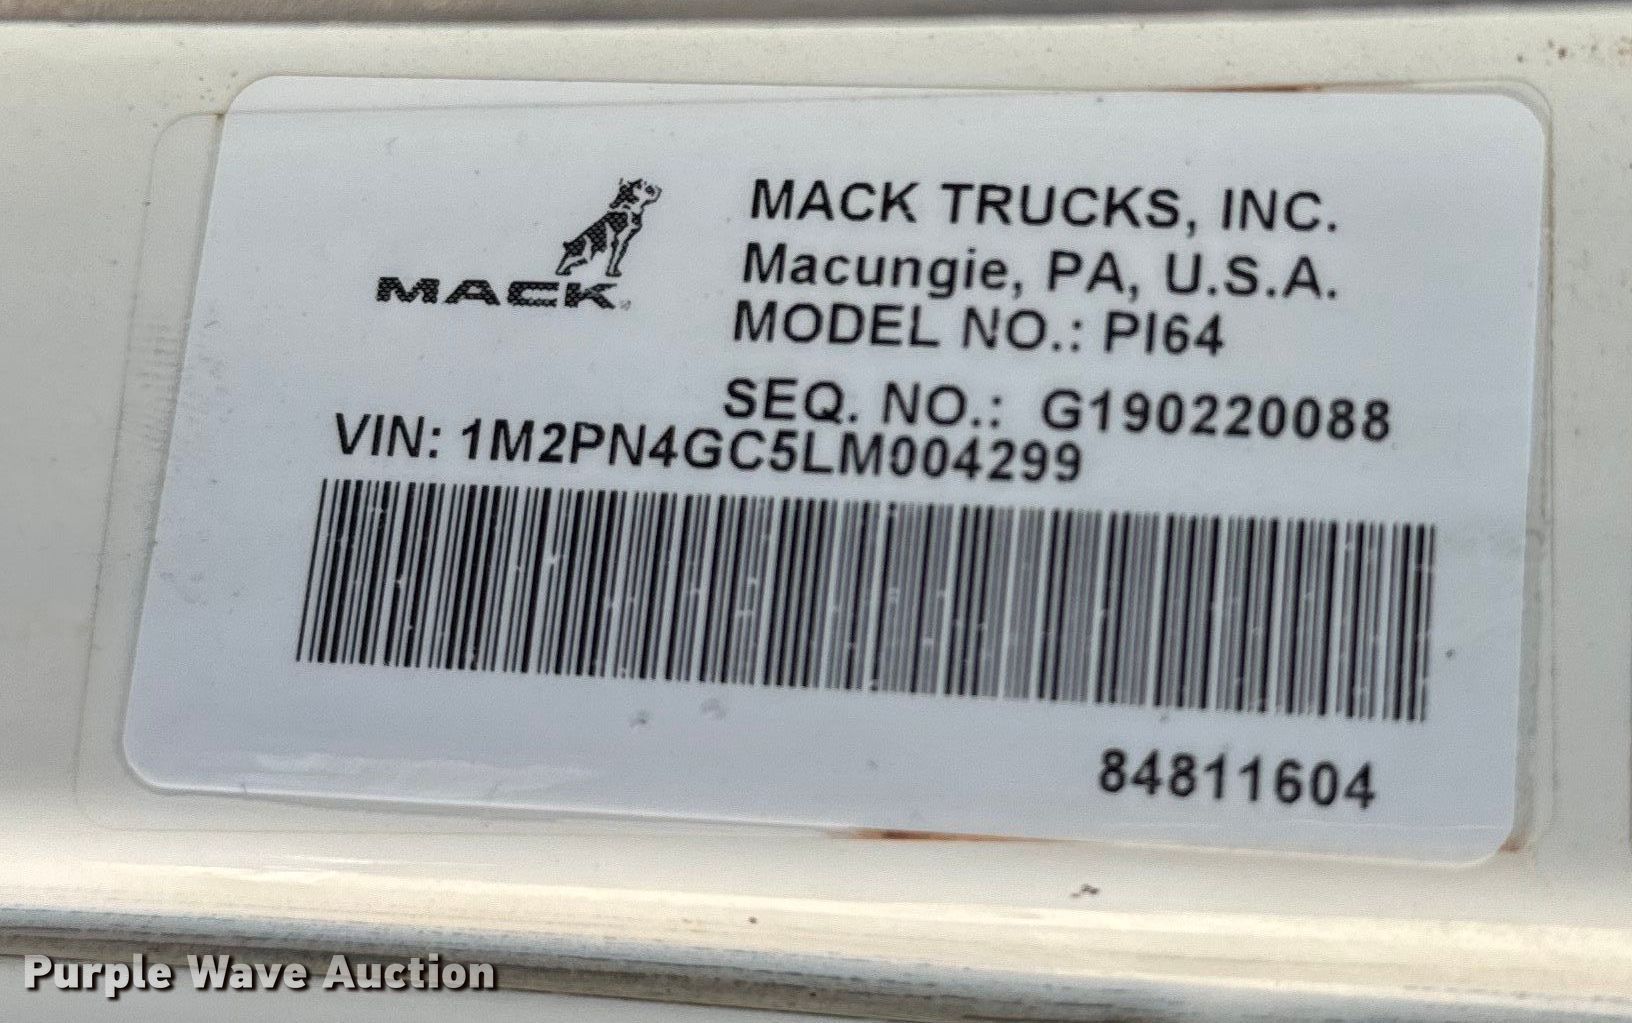 MACK
MACK TRUCKS, INC.
Macungie, PA, U.S.A.
MODEL NO.: PI64
SEQ. NO.: G190220088
VIN: 1M2PN4GC5LM004299
84811604
Purple Wave Auction